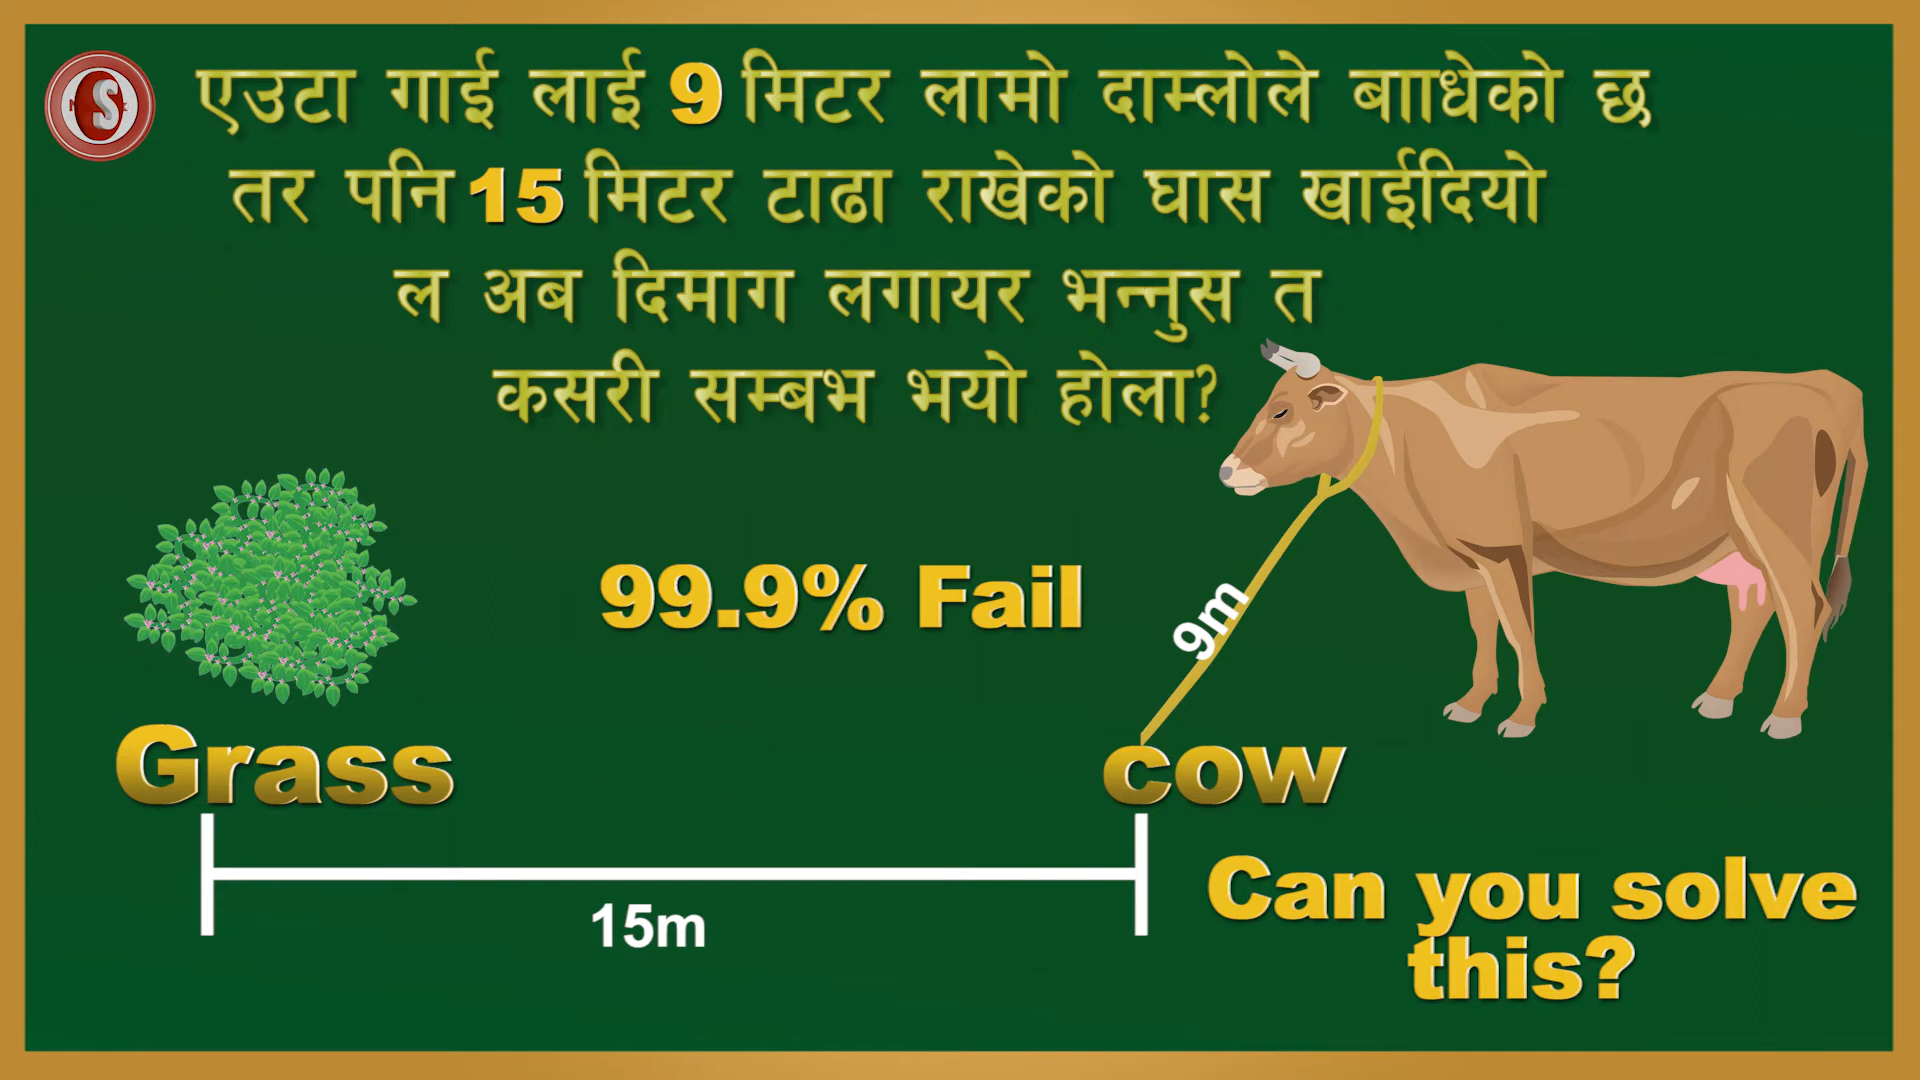 एउटा गाई लाई 9 मिटर लामो दाम्लोले बााधेको छ
तर पनि 15 मिटर टाढा राखेको घास खाईदियो
ल अब दिमाग लगायर भन्नुस त
कसरी सम्बभ भयो होला?
99.9% Fail
9m
Grass
cow
15m
Can you solve
this?